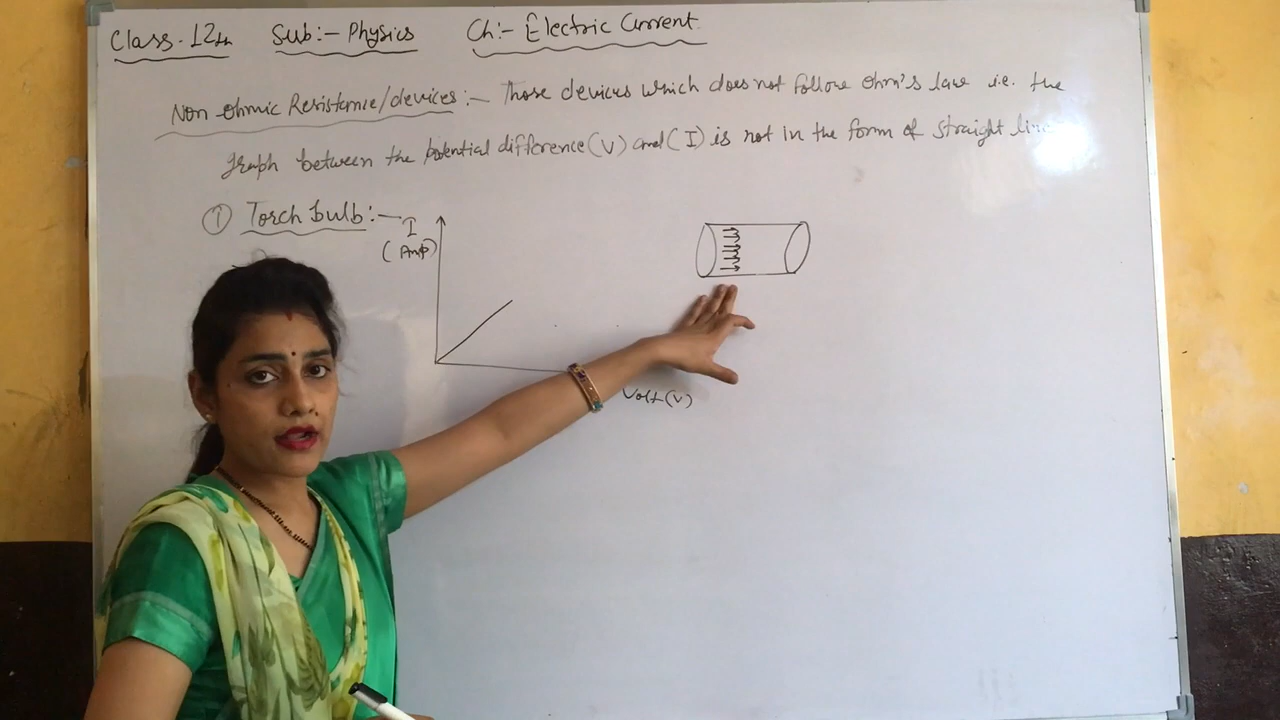 Class. 12th Sub:- Physics Ch:- Electric Current
Non ohmic Resistance/devices:- Those devices which does not follow ohm's law i.e. the
graph between the potential difference (V) and (I) is not in the form of straight line
① Torch bulb:-
I
(Amp)
Volt (V)